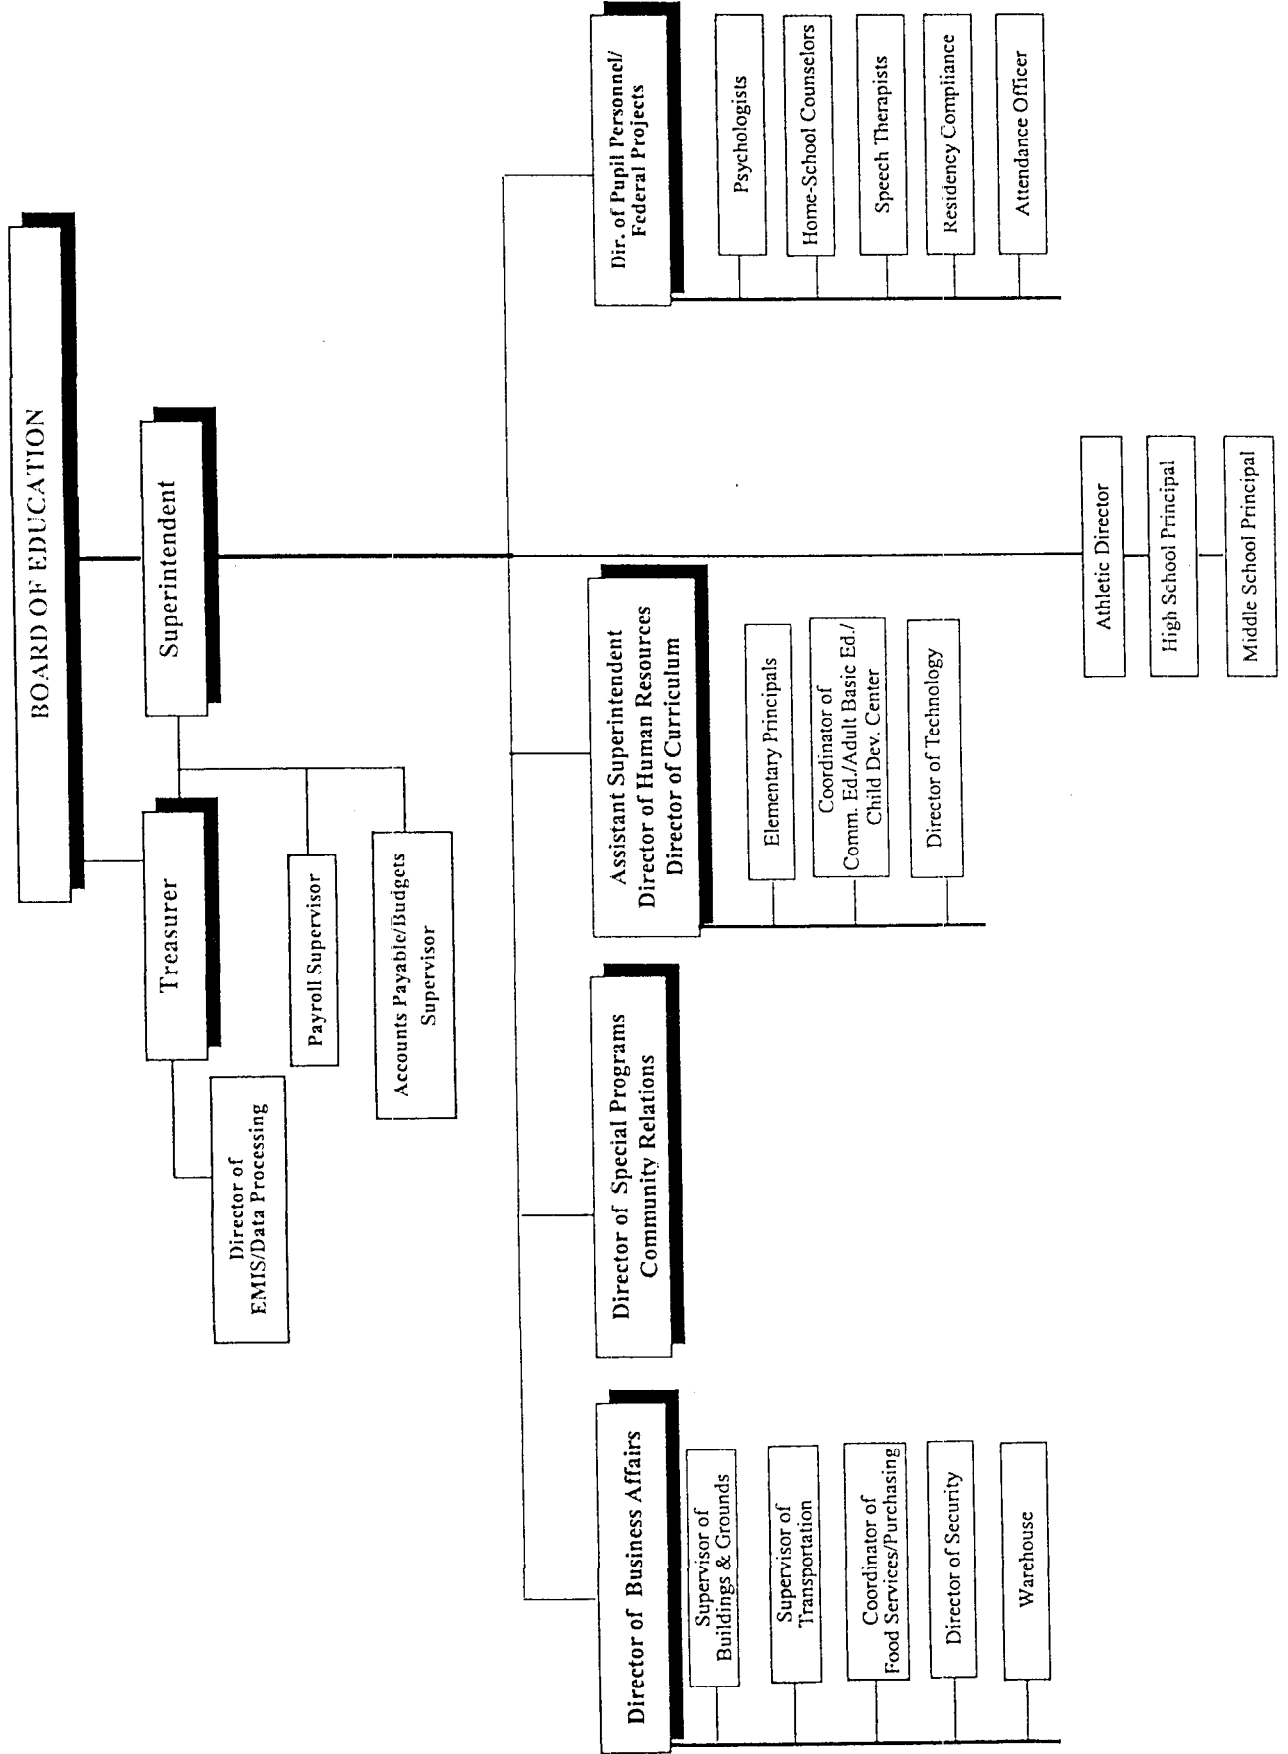 BOARD OF EDUCATION
Treasurer
Superintendent
Director of
EMIS/Data Processing
Payroll Supervisor
Accounts Payable/Budgets
Supervisor
Director of Business Affairs
Supervisor of
Buildings & Grounds
Supervisor of
Transportation
Coordinator of
Food Services/Purchasing
Director of Security
Warehouse
Director of Special Programs
Community Relations
Assistant Superintendent
Director of Human Resources
Director of Curriculum
Elementary Principals
Coordinator of
Comm. Ed./Adult Basic Ed./
Child Dev. Center
Director of Technology
Athletic Director
High School Principal
Middle School Principal
Dir. of Pupil Personnel/
Federal Projects
Psychologists
Home-School Counselors
Speech Therapists
Residency Compliance
Attendance Officer